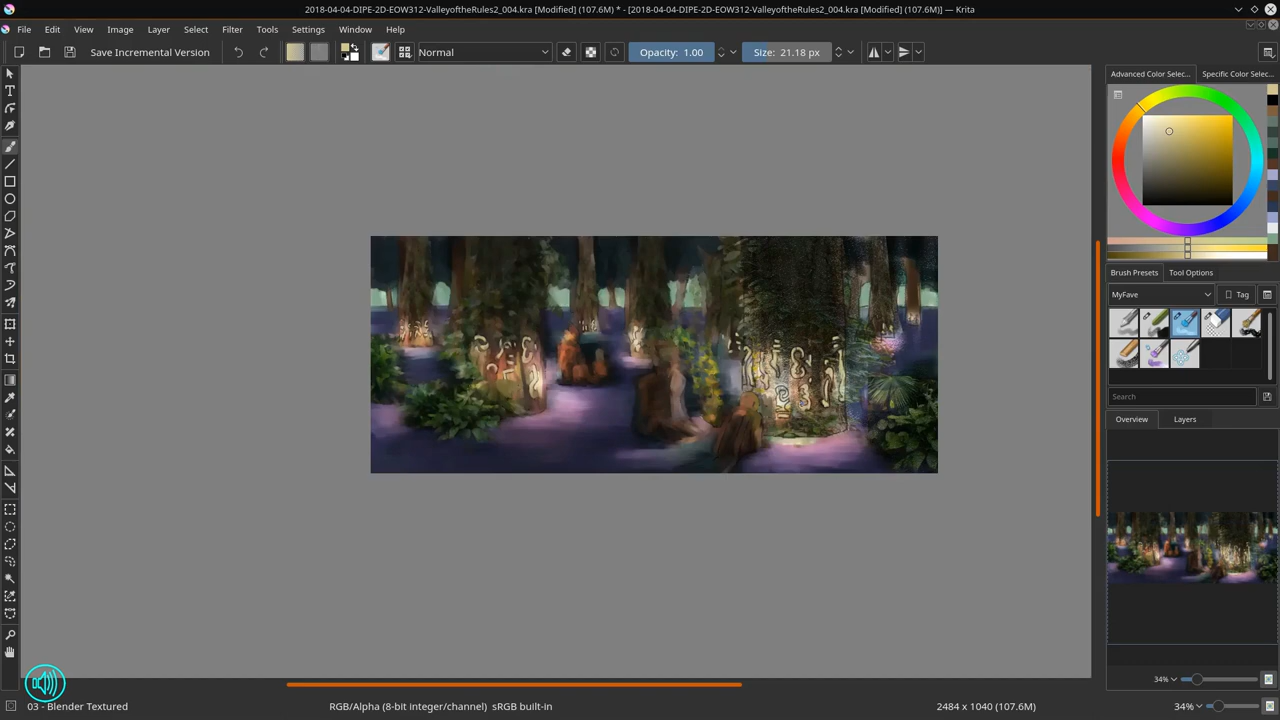 2018-04-04-DIPE-2D-EOW312-ValleyoftheRules2_004.kra [Modified] (107.6M) * - [2018-04-04-DIPE-2D-EOW312-ValleyoftheRules2_004.kra [Modified] (107.6M)] — Krita
File Edit View Image Layer Select Filter Tools Settings Window Help
Save Incremental Version Normal Opacity: 1.00 Size: 21.18 px
Advanced Color Selec... Specific Color Selec...
Brush Presets Tool Options
MyFave Tag
Search
Overview Layers
34%
03 - Blender Textured RGB/Alpha (8-bit integer/channel) sRGB built-in 2484 x 1040 (107.6M) 34%